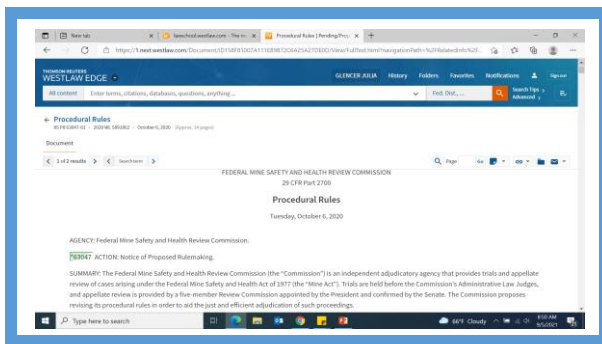 New tab
Procedural Rules | Pending/Prop
https://1.next.westlaw.com/Document/
THOMSON REUTERS
WESTLAW EDGE
GLENCER JULIA History Folders Favorites Notifications Sign out
All content Enter terms, citations, databases, questions, anything ... Fed. Dist., ... Search Tips
Advanced
Procedural Rules
October 6, 2020
Document
2 of 2 results Search term Page
FEDERAL MINE SAFETY AND HEALTH REVIEW COMMISSION
29 CFR Part 2700
Procedural Rules
Tuesday, October 6, 2020
AGENCY: Federal Mine Safety and Health Review Commission.
*63047 ACTION: Notice of Proposed Rulemaking.
SUMMARY: The Federal Mine Safety and Health Review Commission (the "Commission") is an independent adjudicatory agency that provides trials and appellate
review of cases arising under the Federal Mine Safety and Health Act of 1977 (the "Mine Act"). Trials are held before the Commission's Administrative Law Judges,
and appellate review is provided by a five-member Review Commission appointed by the President and confirmed by the Senate. The Commission proposes
revising its procedural rules in order to aid the just and efficient adjudication of such proceedings.
Type here to search
66°F Cloudy
9/5/2021